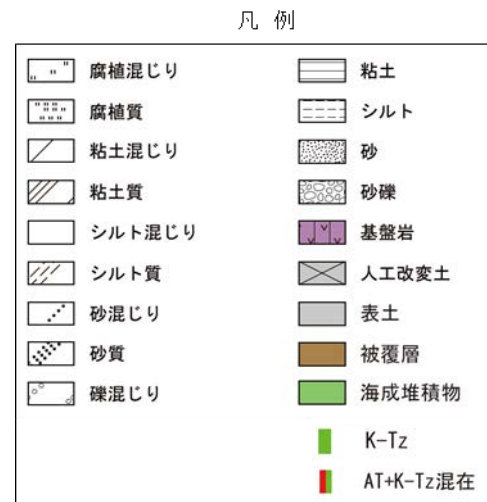 凡例
腐植混じり
腐植質
粘土混じり
粘土質
シルト混じり
シルト質
砂混じり
砂質
礫混じり
粘土
シルト
砂
砂礫
基盤岩
人工改変土
表土
被覆層
海成堆積物
K-Tz
AT+K-Tz混在